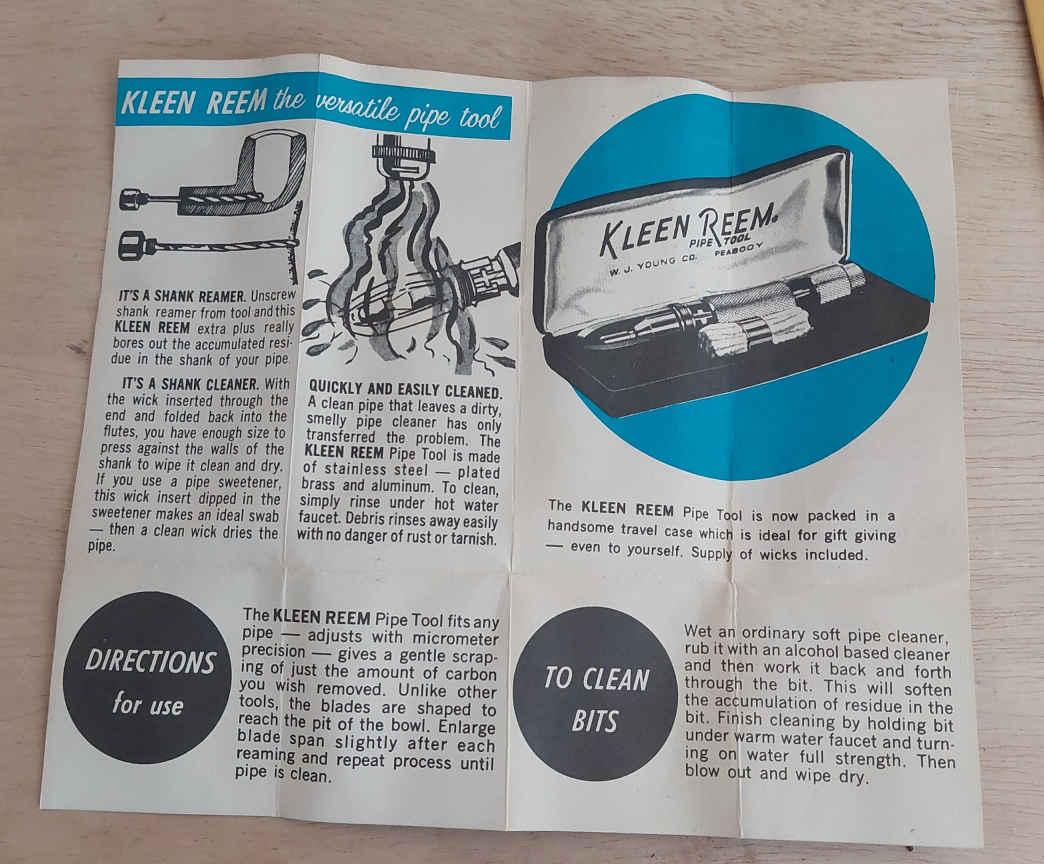 KLEEN REEM the versatile pipe tool
IT'S A SHANK REAMER. Unscrew
shank reamer from tool and this
KLEEN REEM extra plus really
bores out the accumulated resi-
due in the shank of your pipe.
IT'S A SHANK CLEANER. With
the wick inserted through the
end and folded back into the
flutes, you have enough size to
press against the walls of the
shank to wipe it clean and dry.
If you use a pipe sweetener,
this wick insert dipped in the
sweetener makes an ideal swab
— then a clean wick dries the
pipe.
QUICKLY AND EASILY CLEANED.
A clean pipe that leaves a dirty,
smelly pipe cleaner has only
transferred the problem. The
KLEEN REEM Pipe Tool is made
of stainless steel — plated
brass and aluminum. To clean,
simply rinse under hot water
faucet. Debris rinses away easily
with no danger of rust or tarnish.
KLEEN REEM®
PIPE TOOL
W. J. YOUNG CO. PEABODY
The KLEEN REEM Pipe Tool is now packed in a
handsome travel case which is ideal for gift giving
— even to yourself. Supply of wicks included.
DIRECTIONS
for use
The KLEEN REEM Pipe Tool fits any
pipe — adjusts with micrometer
precision — gives a gentle scrap-
ing of just the amount of carbon
you wish removed. Unlike other
tools, the blades are shaped to
reach the pit of the bowl. Enlarge
blade span slightly after each
reaming and repeat process until
pipe is clean.
TO CLEAN
BITS
Wet an ordinary soft pipe cleaner,
rub it with an alcohol based cleaner
and then work it back and forth
through the bit. This will soften
the accumulation of residue in the
bit. Finish cleaning by holding bit
under warm water faucet and turn-
ing on water full strength. Then
blow out and wipe dry.